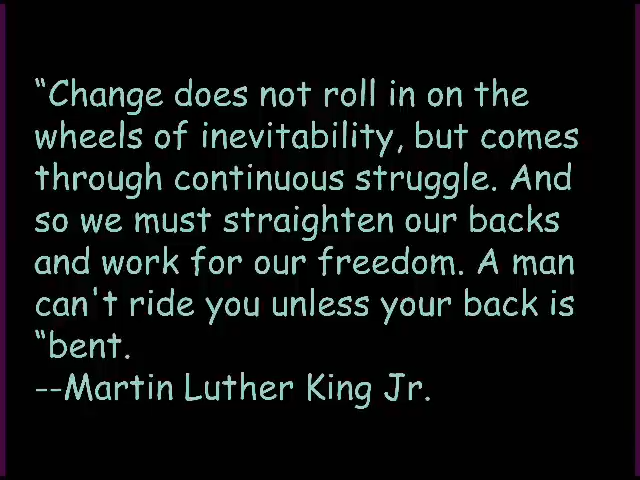 “Change does not roll in on the
wheels of inevitability, but comes
through continuous struggle. And
so we must straighten our backs
and work for our freedom. A man
can't ride you unless your back is
“bent.
--Martin Luther King Jr.